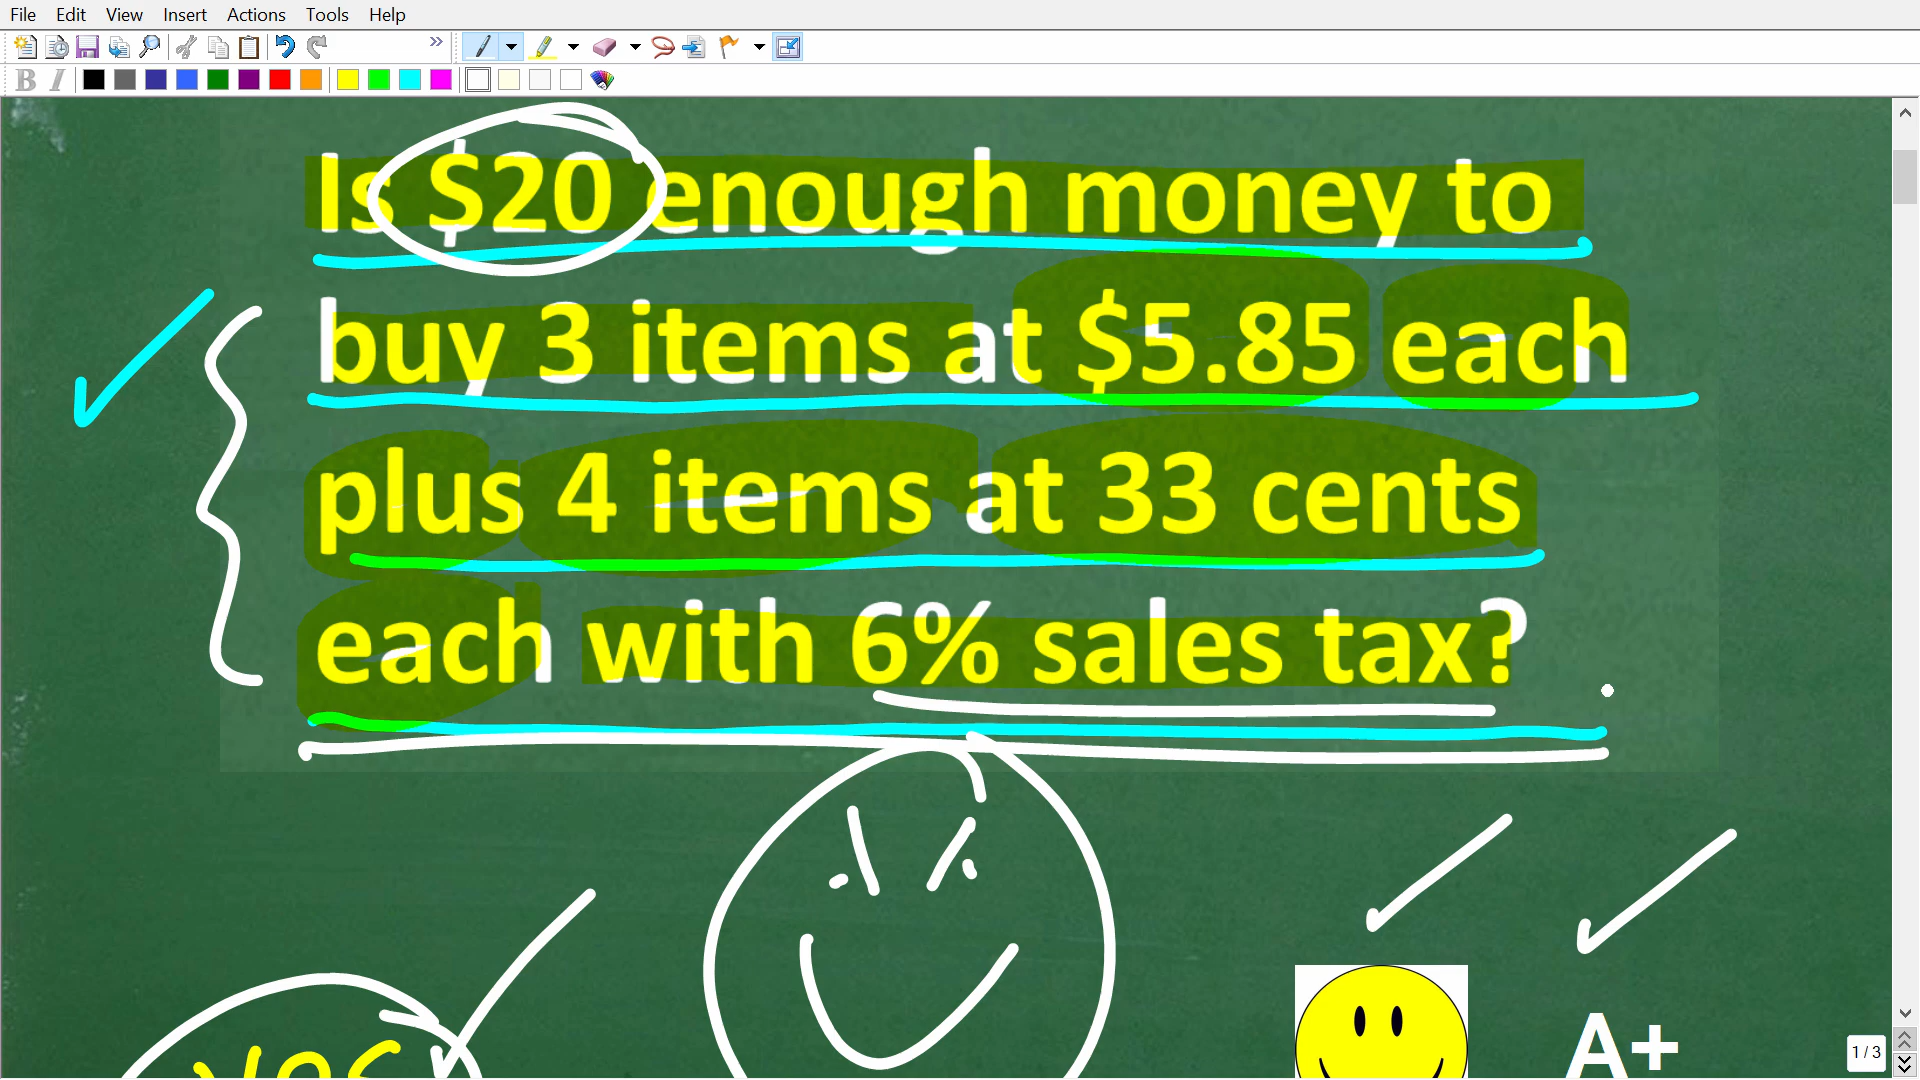 File Edit View Insert Actions Tools Help
B I
Is $20 enough money to
buy 3 items at $5.85 each
plus 4 items at 33 cents
each with 6% sales tax?
yes
A+
1 / 3